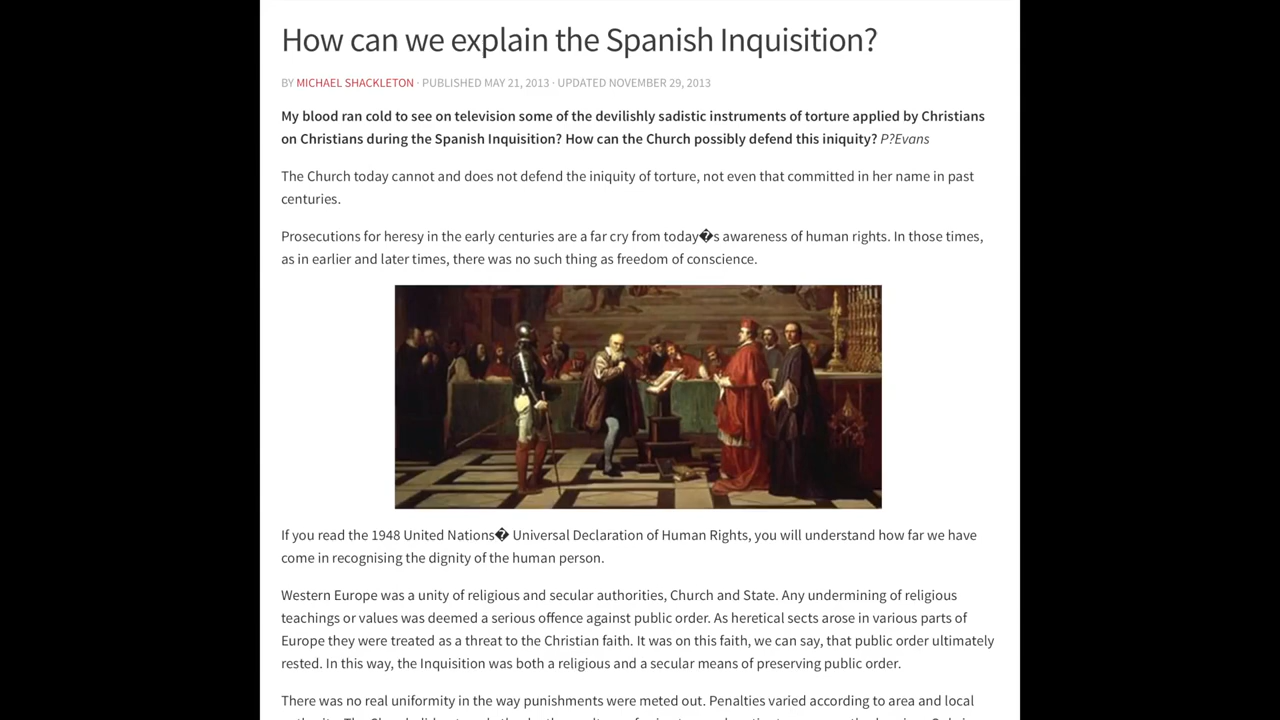 How can we explain the Spanish Inquisition?
BY MICHAEL SHACKLETON · PUBLISHED MAY 21, 2013 · UPDATED NOVEMBER 29, 2013
My blood ran cold to see on television some of the devilishly sadistic instruments of torture applied by Christians
on Christians during the Spanish Inquisition? How can the Church possibly defend this iniquity? P?Evans
The Church today cannot and does not defend the iniquity of torture, not even that committed in her name in past
centuries.
Prosecutions for heresy in the early centuries are a far cry from today�s awareness of human rights. In those times,
as in earlier and later times, there was no such thing as freedom of conscience.
If you read the 1948 United Nations� Universal Declaration of Human Rights, you will understand how far we have
come in recognising the dignity of the human person.
Western Europe was a unity of religious and secular authorities, Church and State. Any undermining of religious
teachings or values was deemed a serious offence against public order. As heretical sects arose in various parts of
Europe they were treated as a threat to the Christian faith. It was on this faith, we can say, that public order ultimately
rested. In this way, the Inquisition was both a religious and a secular means of preserving public order.
There was no real uniformity in the way punishments were meted out. Penalties varied according to area and local